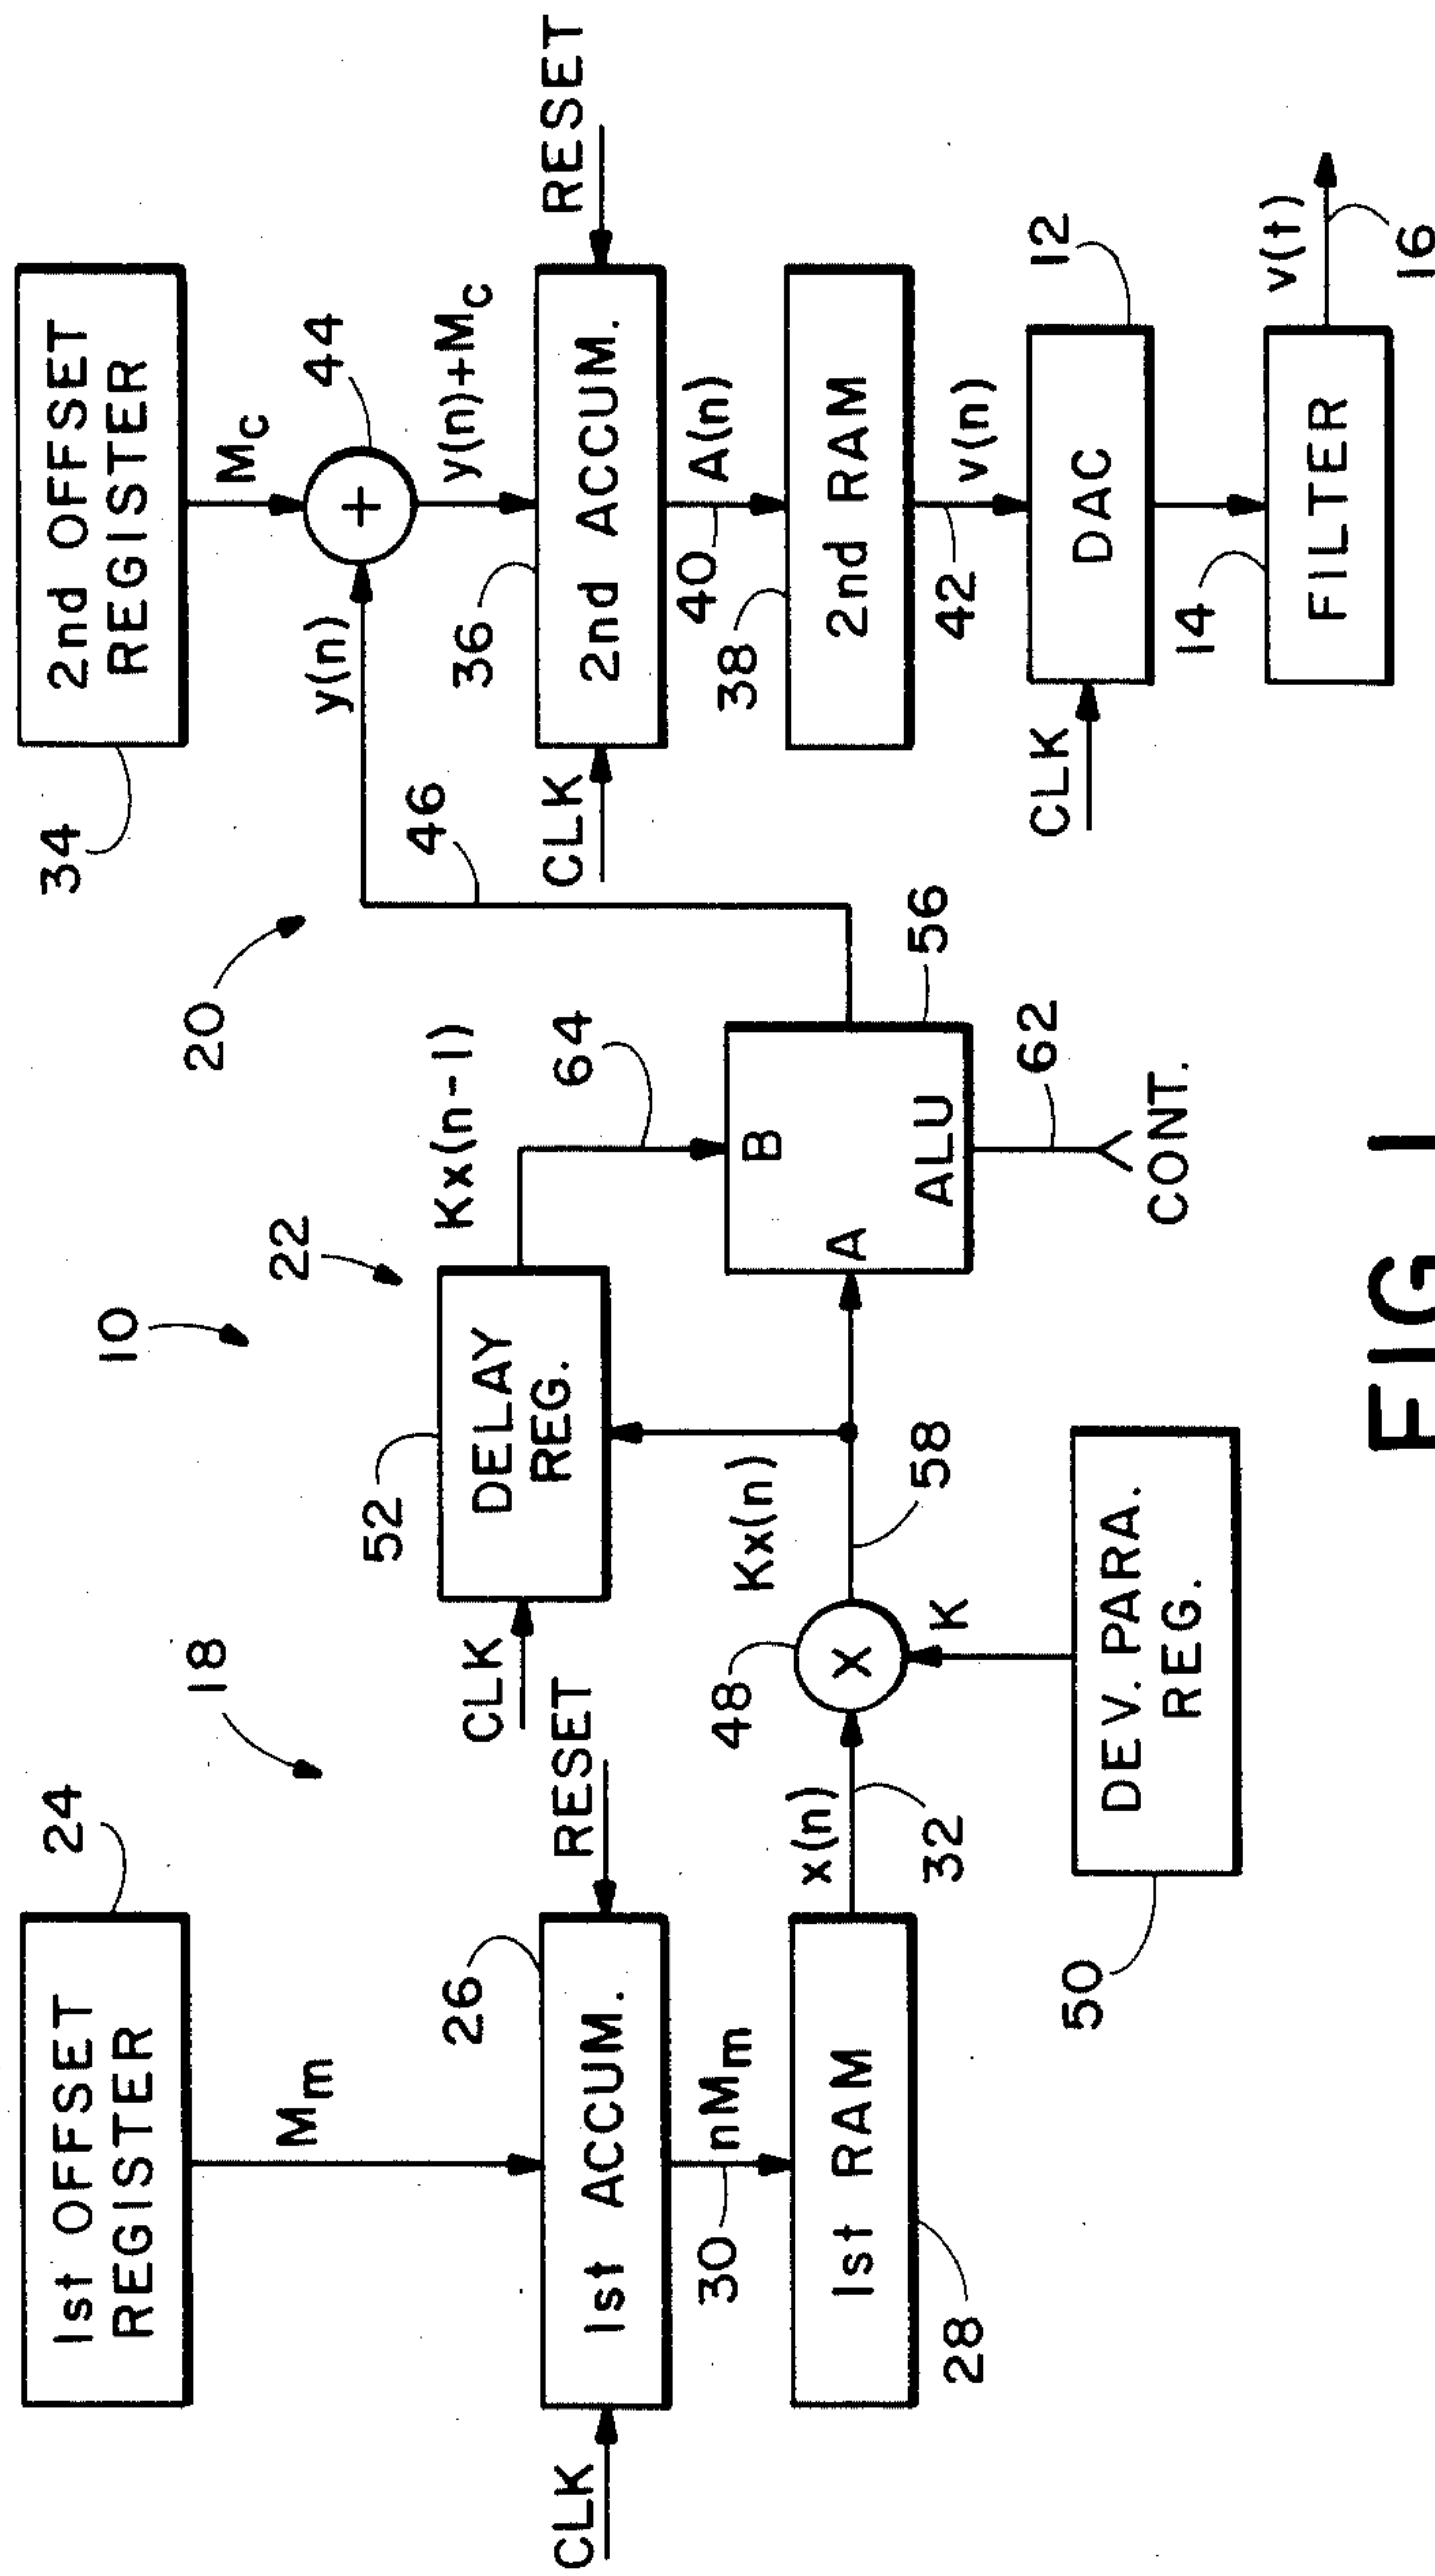 1st OFFSET
REGISTER
24
Mm
CLK
1st ACCUM.
26
RESET
30
nMm
1st RAM
28
x(n)
32
18
10
22
20
CLK
DELAY
REG.
52
Kx(n-1)
64
48
X
Kx(n)
58
K
DEV. PARA.
REG.
50
A
B
ALU
56
62
CONT.
46
y(n)
2nd OFFSET
REGISTER
34
Mc
+
44
y(n)+Mc
CLK
2nd ACCUM.
36
RESET
40
A(n)
2nd RAM
38
42
v(n)
CLK
DAC
12
14
FILTER
v(t)
16
FIG. 1